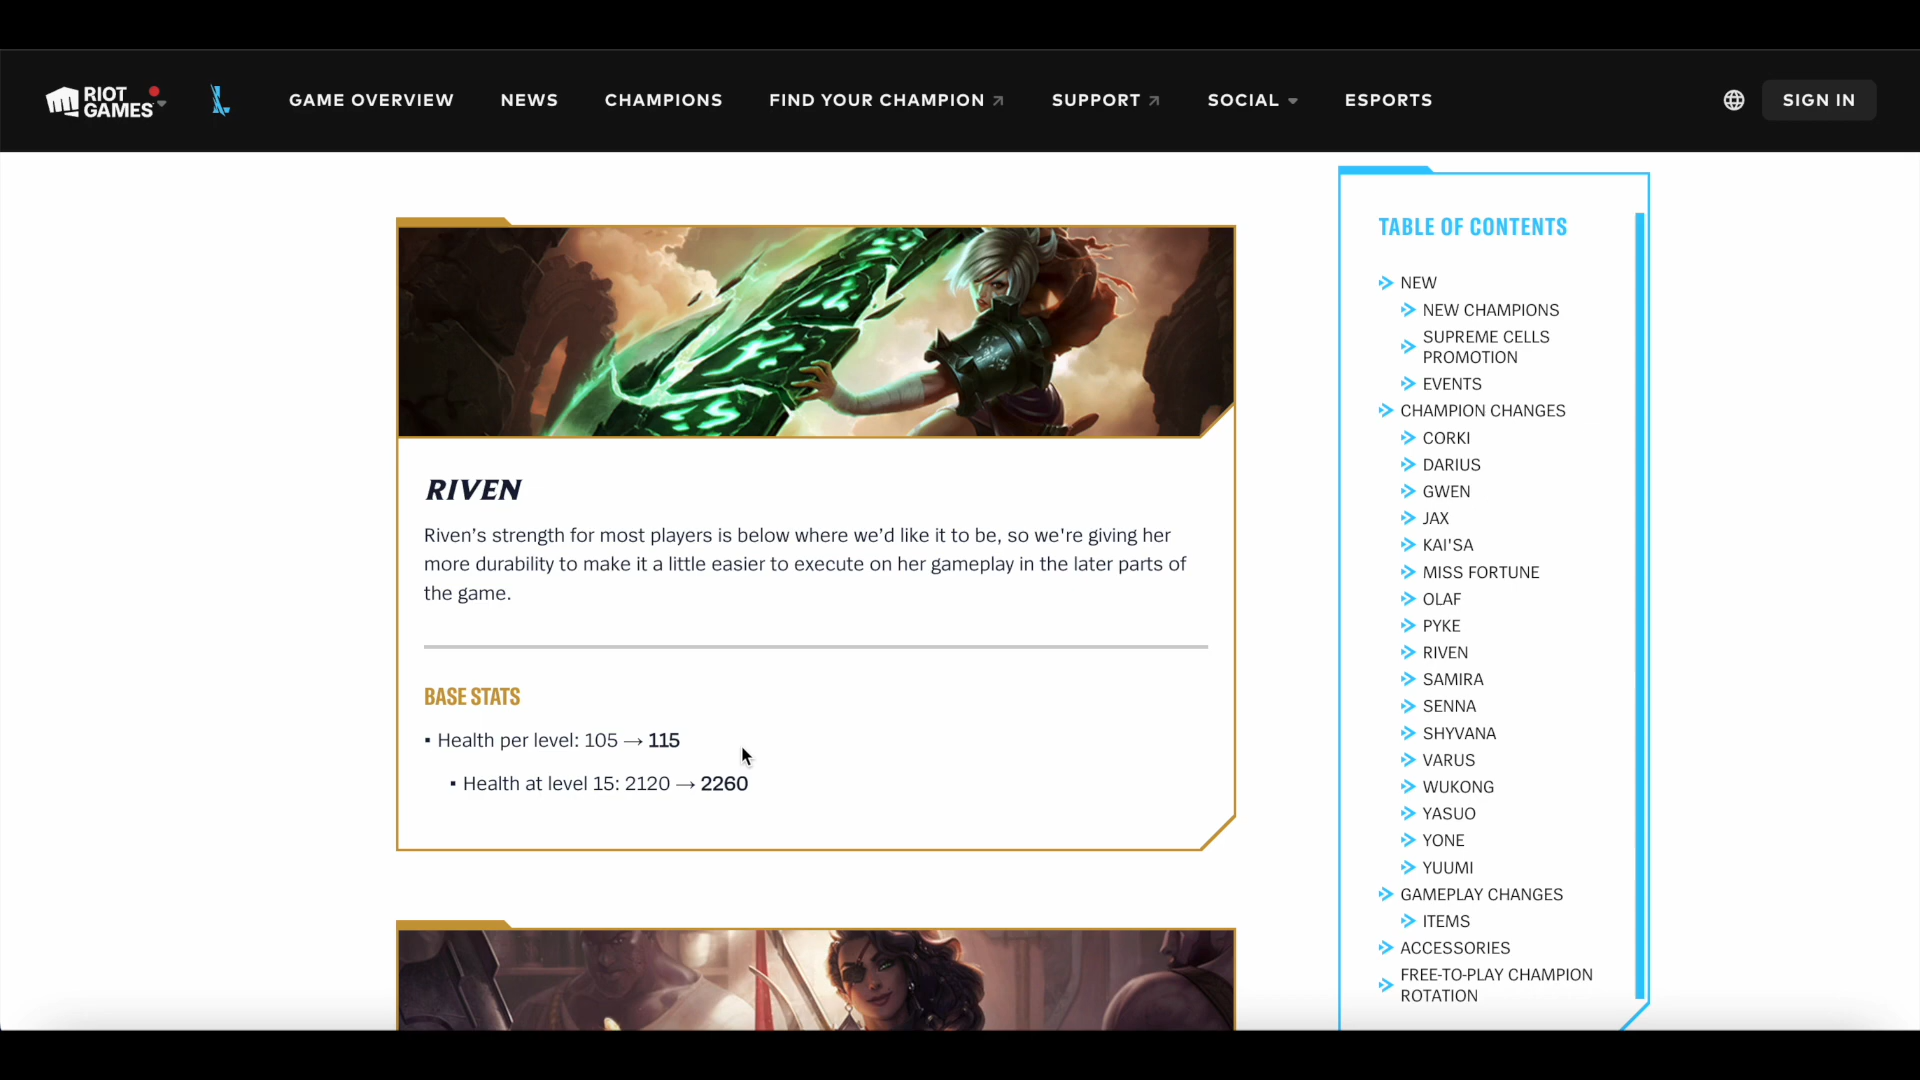 RIOT
GAMES
GAME OVERVIEW
NEWS
CHAMPIONS
FIND YOUR CHAMPION
SUPPORT
SOCIAL
ESPORTS
SIGN IN
RIVEN
Riven’s strength for most players is below where we’d like it to be, so we're giving her
more durability to make it a little easier to execute on her gameplay in the later parts of
the game.
BASE STATS
▪ Health per level: 105 → 115
▪ Health at level 15: 2120 → 2260
TABLE OF CONTENTS
NEW
NEW CHAMPIONS
SUPREME CELLS
PROMOTION
EVENTS
CHAMPION CHANGES
CORKI
DARIUS
GWEN
JAX
KAI'SA
MISS FORTUNE
OLAF
PYKE
RIVEN
SAMIRA
SENNA
SHYVANA
VARUS
WUKONG
YASUO
YONE
YUUMI
GAMEPLAY CHANGES
ITEMS
ACCESSORIES
FREE-TO-PLAY CHAMPION
ROTATION